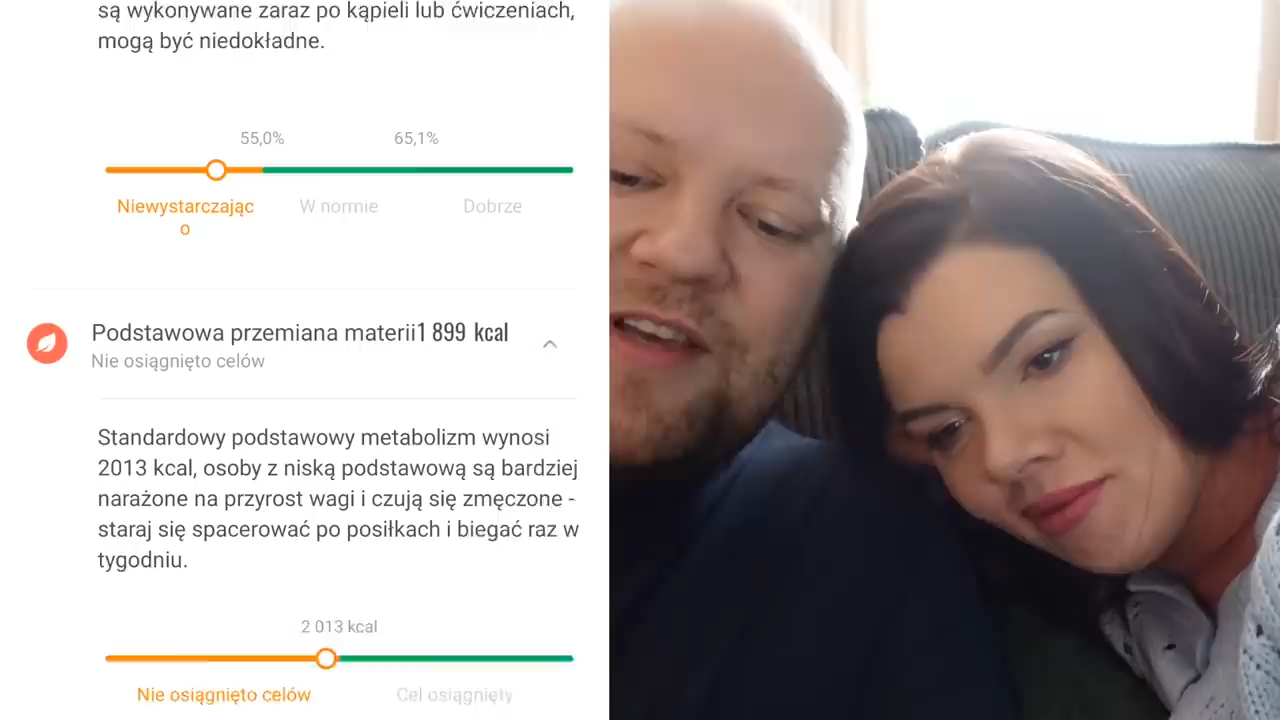 są wykonywane zaraz po kąpieli lub ćwiczeniach,
mogą być niedokładne.
55,0% 65,1%
Niewystarczając
o
W normie
Dobrze
Podstawowa przemiana materii 1 899 kcal
Nie osiągnięto celów
Standardowy podstawowy metabolizm wynosi
2013 kcal, osoby z niską podstawową są bardziej
narażone na przyrost wagi i czują się zmęczone -
staraj się spacerować po posiłkach i biegać raz w
tygodniu.
2 013 kcal
Nie osiągnięto celów Cel osiągnięty